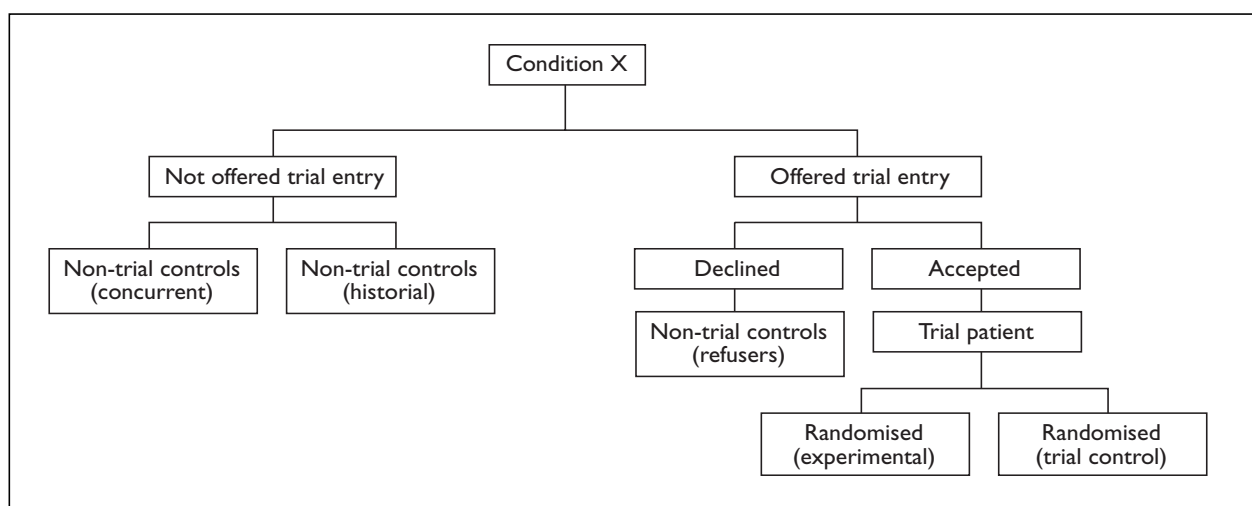 Condition X
Not offered trial entry
Offered trial entry
Non-trial controls
(concurrent)
Non-trial controls
(historial)
Declined
Accepted
Non-trial controls
(refusers)
Trial patient
Randomised
(experimental)
Randomised
(trial control)